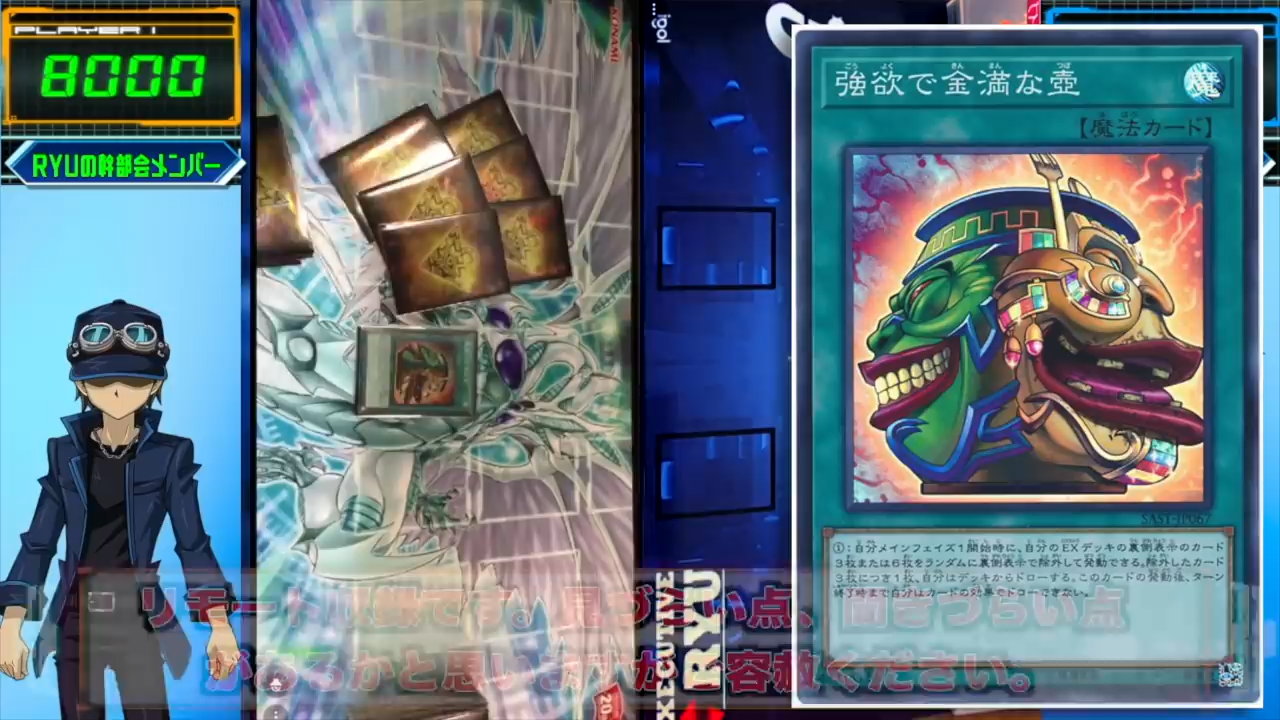 PLAYER 1
8000
RYUの幹部会メンバー
KONAMI
EXECUTIVE
RYU
強欲で金満な壺
【魔法カード】
SAST-JP067
①：自分メインフェイズ１開始時に、自分のＥＸデッキの裏側表示のカード
３枚または６枚をランダムに裏側表示で除外して発動できる。除外したカード
３枚につき１枚、自分はデッキからドローする。このカードの発動後、ターン
終了時まで自分はカードの効果でドローできない。
リモート収録です。見づらい点、聞きづらい点
があるかと思いますがご容赦ください。